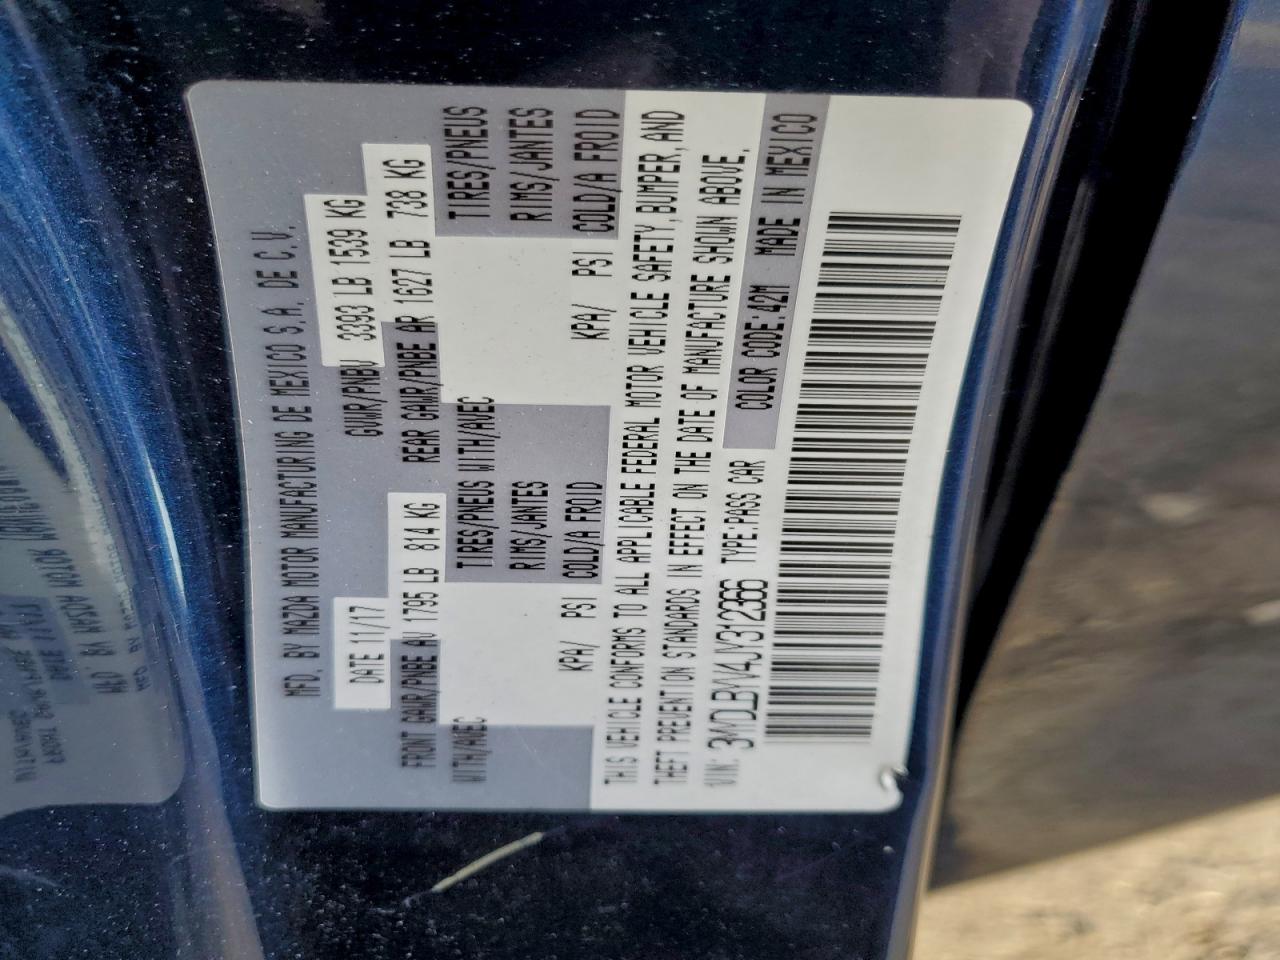 MFD. BY MAZDA MOTOR MANUFACTURING DE MEXICO S.A. DE C.V.
DATE 11/17 GVWR/PNBV 3393 LB 1539 KG
FRONT GAWR/PNBE AV 1795 LB 814 KG REAR GAWR/PNBE AR 1627 LB 738 KG
TIRES/PNEUS TIRES/PNEUS
WITH/AVEC WITH/AVEC
RIMS/JANTES RIMS/JANTES
KPA/ PSI COLD/A FROID KPA/ PSI COLD/A FROID
THIS VEHICLE CONFORMS TO ALL APPLICABLE FEDERAL MOTOR VEHICLE SAFETY, BUMPER, AND
THEFT PREVENTION STANDARDS IN EFFECT ON THE DATE OF MANUFACTURE SHOWN ABOVE.
VIN: 3MYDLBYV4JY312366 TYPE:PASS CAR COLOR CODE:42M MADE IN MEXICO